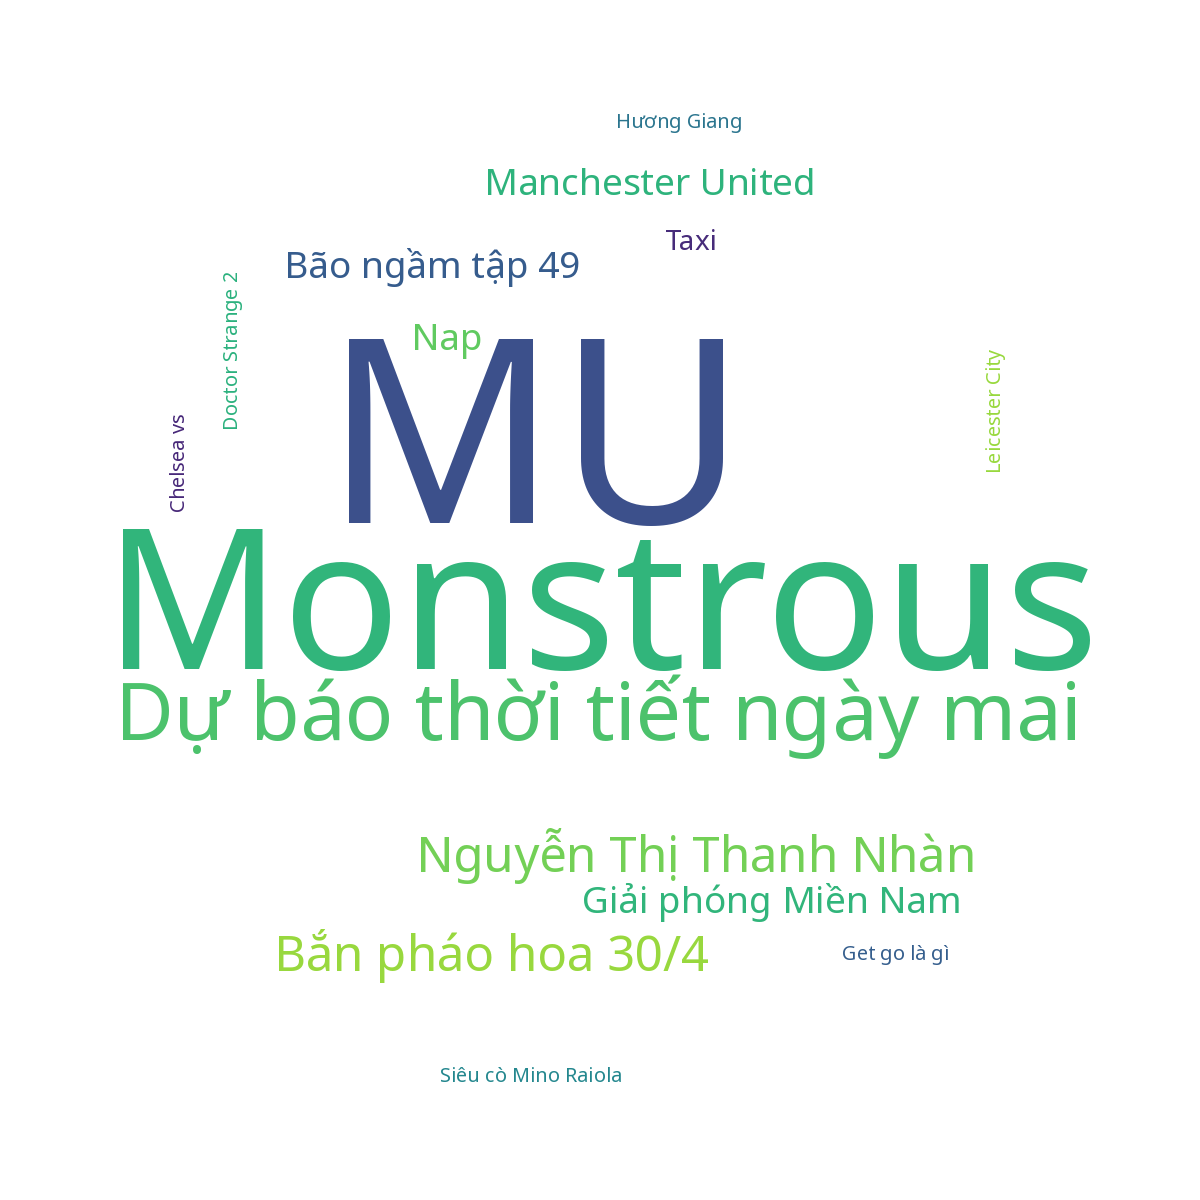 Hương Giang
Manchester United
Taxi
Bão ngầm tập 49
Doctor Strange 2
Nap
MU
Leicester City
Chelsea vs
Monstrous
Dự báo thời tiết ngày mai
Nguyễn Thị Thanh Nhàn
Giải phóng Miền Nam
Bắn pháo hoa 30/4
Get go là gì
Siêu cò Mino Raiola